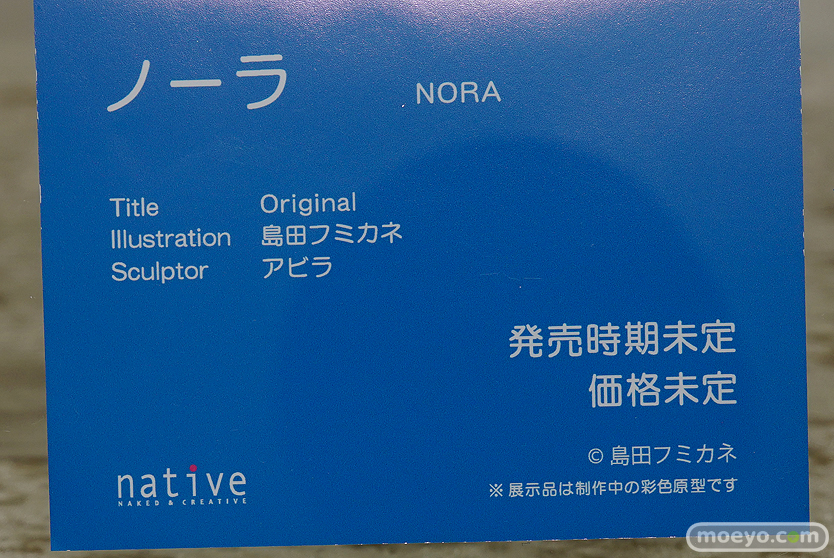 ノーラ NORA
Title Original
Illustration 島田フミカネ
Sculptor アビラ
発売時期未定
価格未定
© 島田フミカネ
※ 展示品は制作中の彩色原型です
native
NAKED & CREATIVE
moeyo.com